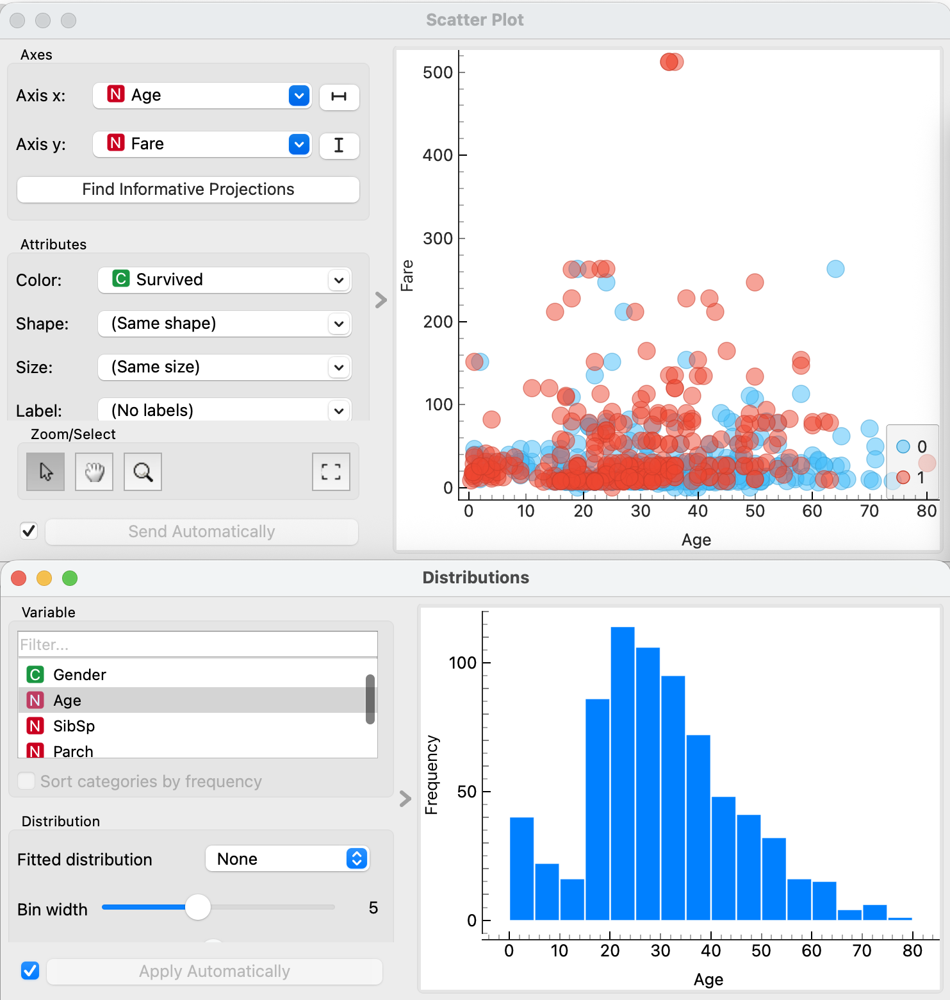 Scatter Plot
Axes
Axis x: N Age
Axis y: N Fare
Find Informative Projections
Attributes
Color: C Survived
Shape: (Same shape)
Size: (Same size)
Label: (No labels)
Zoom/Select
Send Automatically
500
400
300
200
100
0
Fare
0 10 20 30 40 50 60 70 80
Age
0
1
Distributions
Variable
Filter...
C Gender
N Age
N SibSp
N Parch
Sort categories by frequency
Distribution
Fitted distribution None
Bin width 5
Apply Automatically
100
50
0
Frequency
0 10 20 30 40 50 60 70 80
Age